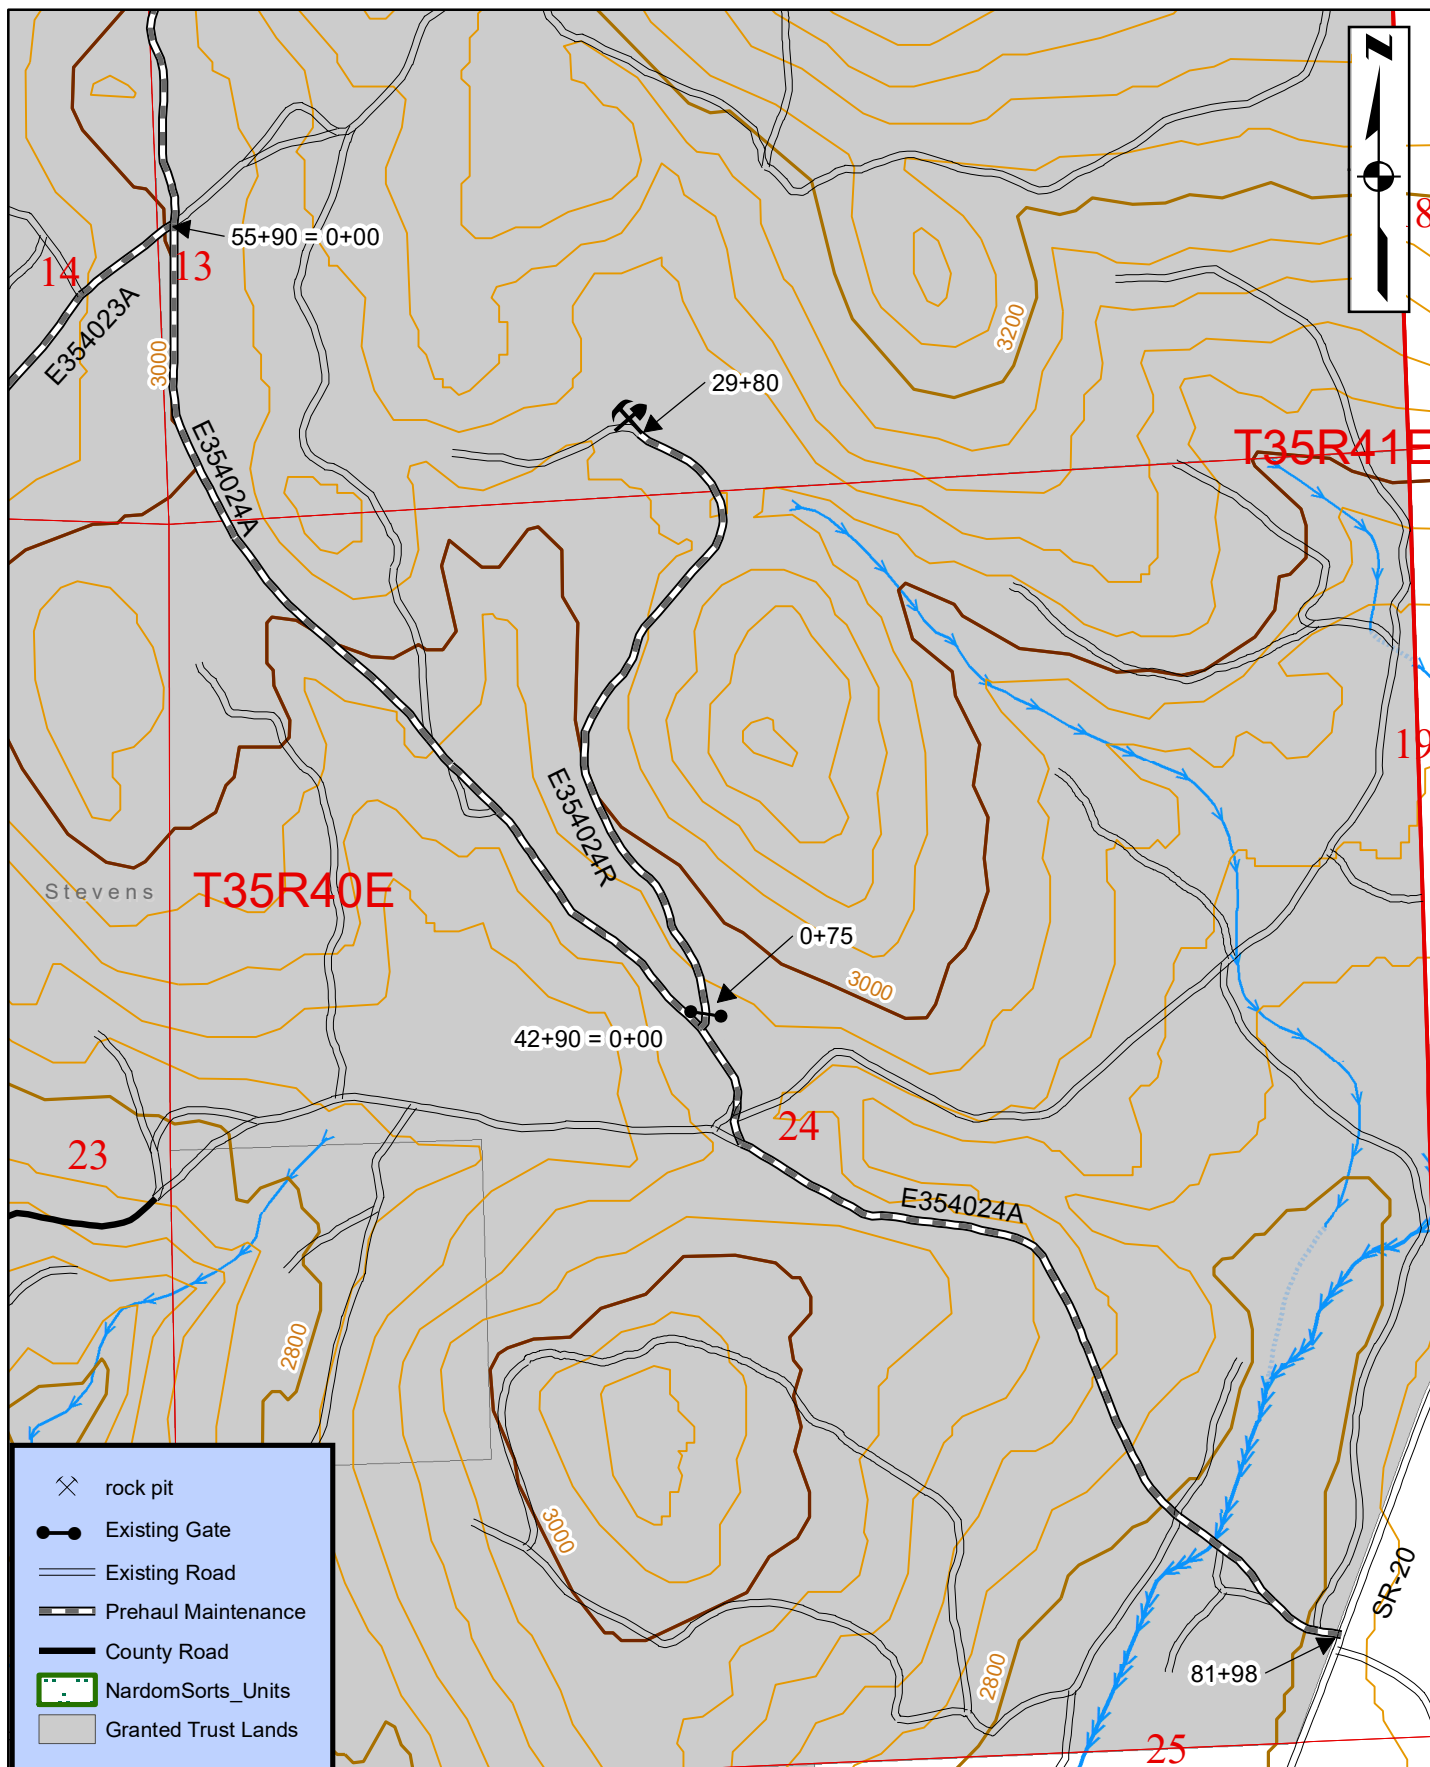 Z
8
55+90 = 0+00
14
13
E354023A
3000
3200
29+80
E354024A
T35R41E
19
E354024R
Stevens
T35R40E
0+75
3000
42+90 = 0+00
24
23
E354024A
2800
3000
SR-20
2800
81+98
25
rock pit
Existing Gate
Existing Road
Prehaul Maintenance
County Road
NardomSorts_Units
Granted Trust Lands